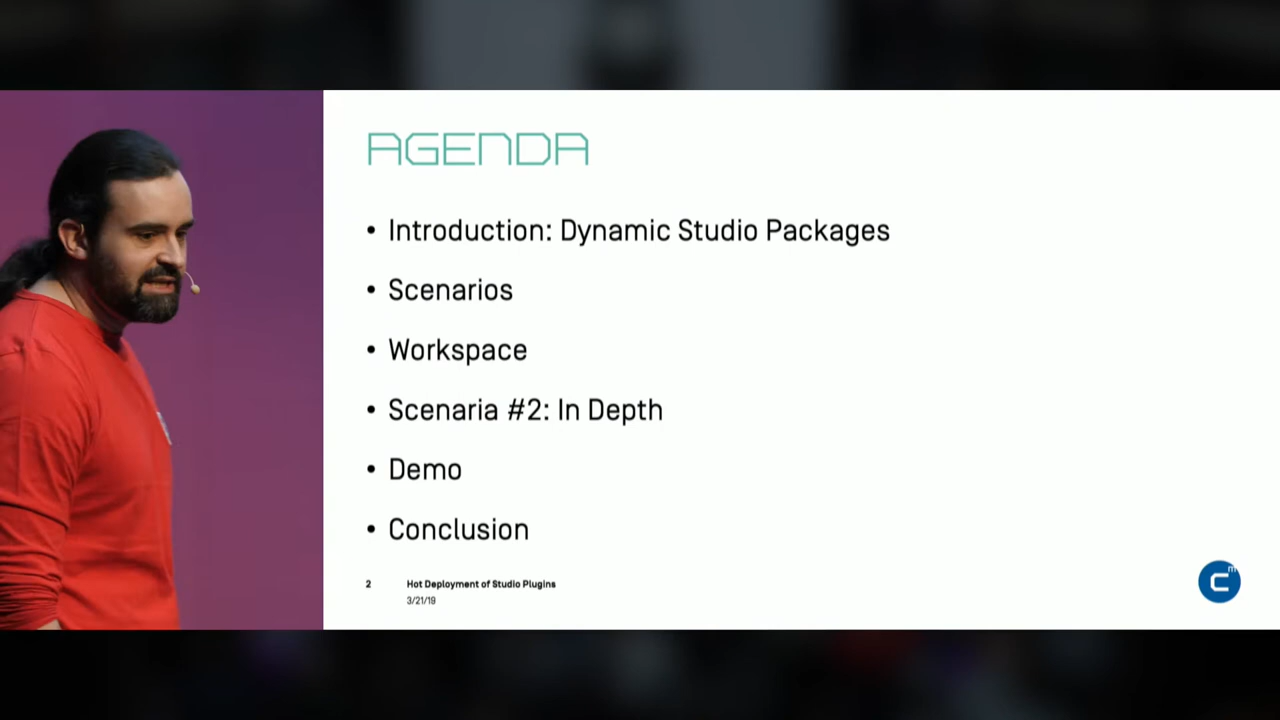 AGENDA
• Introduction: Dynamic Studio Packages
• Scenarios
• Workspace
• Scenaria #2: In Depth
• Demo
• Conclusion
2 Hot Deployment of Studio Plugins
3/21/19
C m